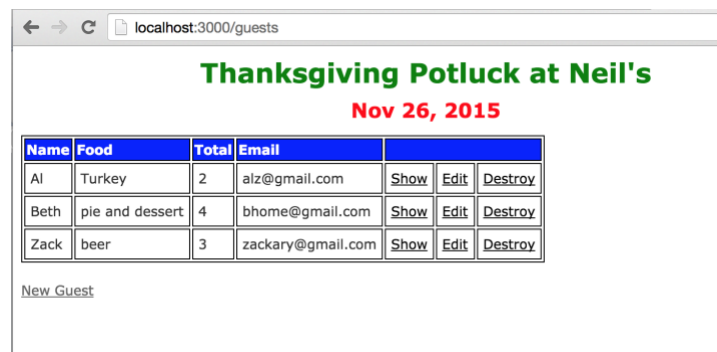 localhost:3000/guests
Thanksgiving Potluck at Neil's
Nov 26, 2015
Name Food Total Email
Al Turkey 2 alz@gmail.com Show Edit Destroy
Beth pie and dessert 4 bhome@gmail.com Show Edit Destroy
Zack beer 3 zackary@gmail.com Show Edit Destroy
New Guest